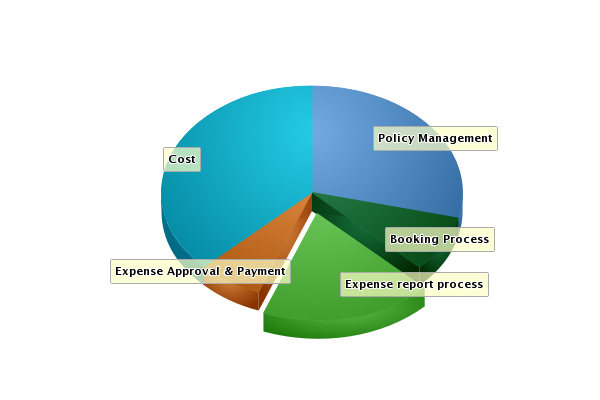 Policy Management
Cost
Booking Process
Expense Approval & Payment
Expense report process